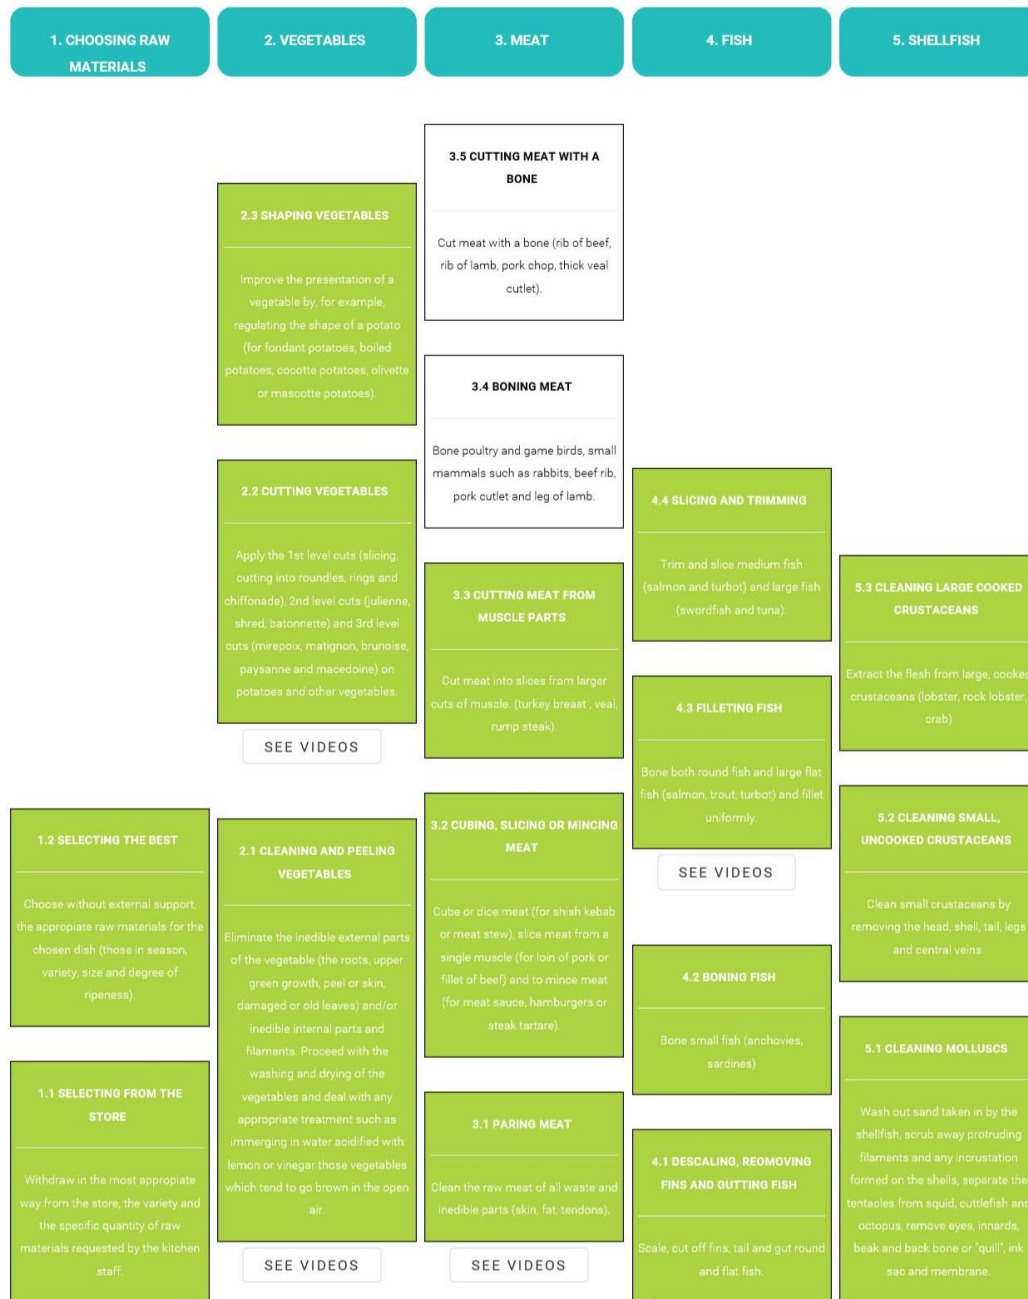 1. CHOOSING RAW
MATERIALS
2. VEGETABLES
3. MEAT
4. FISH
5. SHELLFISH
1.2 SELECTING THE BEST
Choose without external support,
the appropiate raw materials for the
chosen dish (those in season,
variety, size and degree of
ripeness).
1.1 SELECTING FROM THE
STORE
Withdraw in the most appropiate
way from the store, the variety and
the specific quantity of raw
materials requested by the kitchen
staff.
2.3 SHAPING VEGETABLES
Improve the presentation of a
vegetable by, for example,
regulating the shape of a potato
(for fondant potatoes, boiled
potatoes, cocotte potatoes, olivette
or mascotte potatoes).
2.2 CUTTING VEGETABLES
Apply the 1st level cuts (slicing,
cutting into roundles, rings and
chiffonade), 2nd level cuts (julienne,
shred, batonnette) and 3rd level
cuts (mirepoix, matignon, brunoise,
paysanne and macedoine) on
potatoes and other vegetables.
SEE VIDEOS
2.1 CLEANING AND PEELING
VEGETABLES
Eliminate the inedible external parts
of the vegetable (the roots, upper
green growth, peel or skin,
damaged or old leaves) and/or
inedible internal parts and
filaments. Proceed with the
washing and drying of the
vegetables and deal with any
appropriate treatment such as
immerging in water acidified with
lemon or vinegar those vegetables
which tend to go brown in the open
air.
SEE VIDEOS
3.5 CUTTING MEAT WITH A
BONE
Cut meat with a bone (rib of beef,
rib of lamb, pork chop, thick veal
cutlet).
3.4 BONING MEAT
Bone poultry and game birds, small
mammals such as rabbits, beef rib,
pork cutlet and leg of lamb.
3.3 CUTTING MEAT FROM
MUSCLE PARTS
Cut meat into slices from larger
cuts of muscle. (turkey breast , veal,
rump steak).
3.2 CUBING, SLICING OR MINCING
MEAT
Cube or dice meat (for shish kebab
or meat stew), slice meat from a
single muscle (for loin of pork or
fillet of beef) and to mince meat
(for meat sauce, hamburgers or
steak tartare).
3.1 PARING MEAT
Clean the raw meat of all waste and
inedible parts (skin, fat, tendons).
SEE VIDEOS
4.4 SLICING AND TRIMMING
Trim and slice medium fish
(salmon and turbot) and large fish
(swordfish and tuna).
4.3 FILLETING FISH
Bone both round fish and large flat
fish (salmon, trout, turbot) and fillet
uniformly.
SEE VIDEOS
4.2 BONING FISH
Bone small fish (anchovies,
sardines)
4.1 DESCALING, REOMOVING
FINS AND GUTTING FISH
Scale, cut off fins, tail and gut round
and flat fish.
5.3 CLEANING LARGE COOKED
CRUSTACEANS
Extract the flesh from large, cooked
crustaceans (lobster, rock lobster,
crab)
5.2 CLEANING SMALL,
UNCOOKED CRUSTACEANS
Clean small crustaceans by
removing the head, shell, tail, legs
and central veins.
5.1 CLEANING MOLLUSCS
Wash out sand taken in by the
shellfish, scrub away protruding
filaments and any incrustation
formed on the shells, separate the
tentacles from squid, cuttlefish and
octopus, remove eyes, innards,
beak and back bone or "quill", ink
sac and membrane.